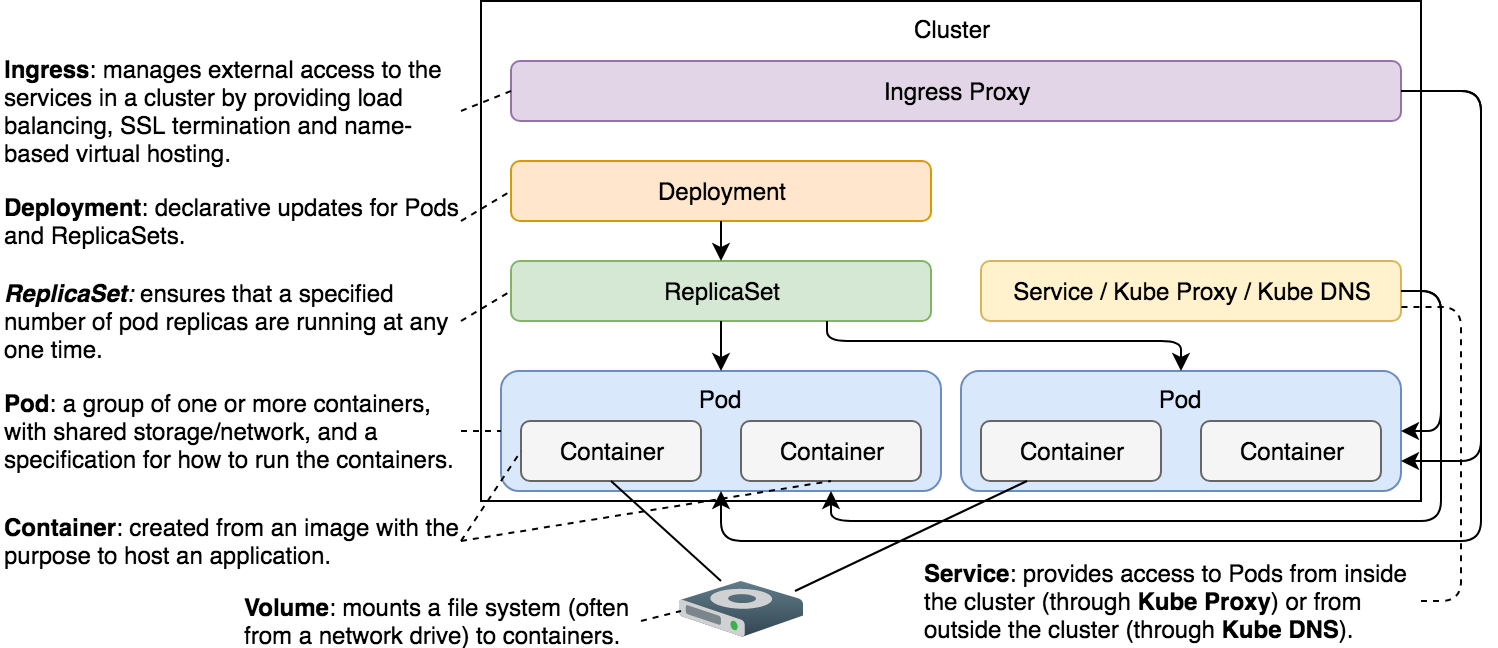 Cluster
Ingress: manages external access to the
services in a cluster by providing load
balancing, SSL termination and name-
based virtual hosting.
Ingress Proxy
Deployment: declarative updates for Pods
and ReplicaSets.
Deployment
ReplicaSet: ensures that a specified
number of pod replicas are running at any
one time.
ReplicaSet
Service / Kube Proxy / Kube DNS
Pod: a group of one or more containers,
with shared storage/network, and a
specification for how to run the containers.
Pod
Container
Container
Pod
Container
Container
Container: created from an image with the
purpose to host an application.
Volume: mounts a file system (often
from a network drive) to containers.
Service: provides access to Pods from inside
the cluster (through Kube Proxy) or from
outside the cluster (through Kube DNS).